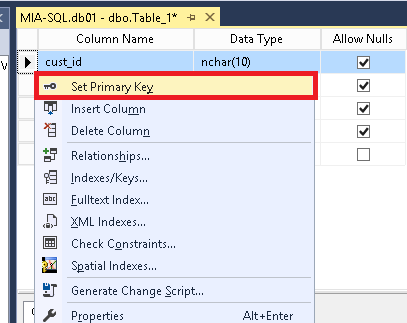 MIA-SQL.db01 - dbo.Table_1*
Column Name Data Type Allow Nulls
cust_id nchar(10)
Set Primary Key
Insert Column
Delete Column
Relationships...
Indexes/Keys...
Fulltext Index...
XML Indexes...
Check Constraints...
Spatial Indexes...
Generate Change Script...
Properties Alt+Enter